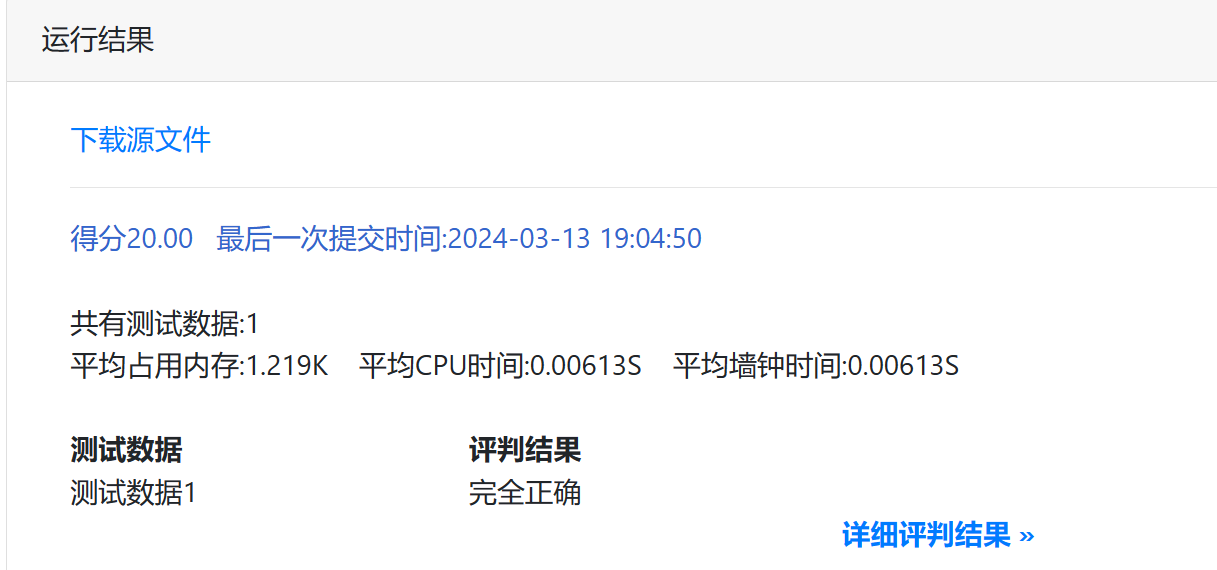 运行结果
下载源文件
得分20.00 最后一次提交时间:2024-03-13 19:04:50
共有测试数据:1
平均占用内存:1.219K 平均CPU时间:0.00613S 平均墙钟时间:0.00613S
测试数据 评判结果
测试数据1 完全正确
详细评判结果 »